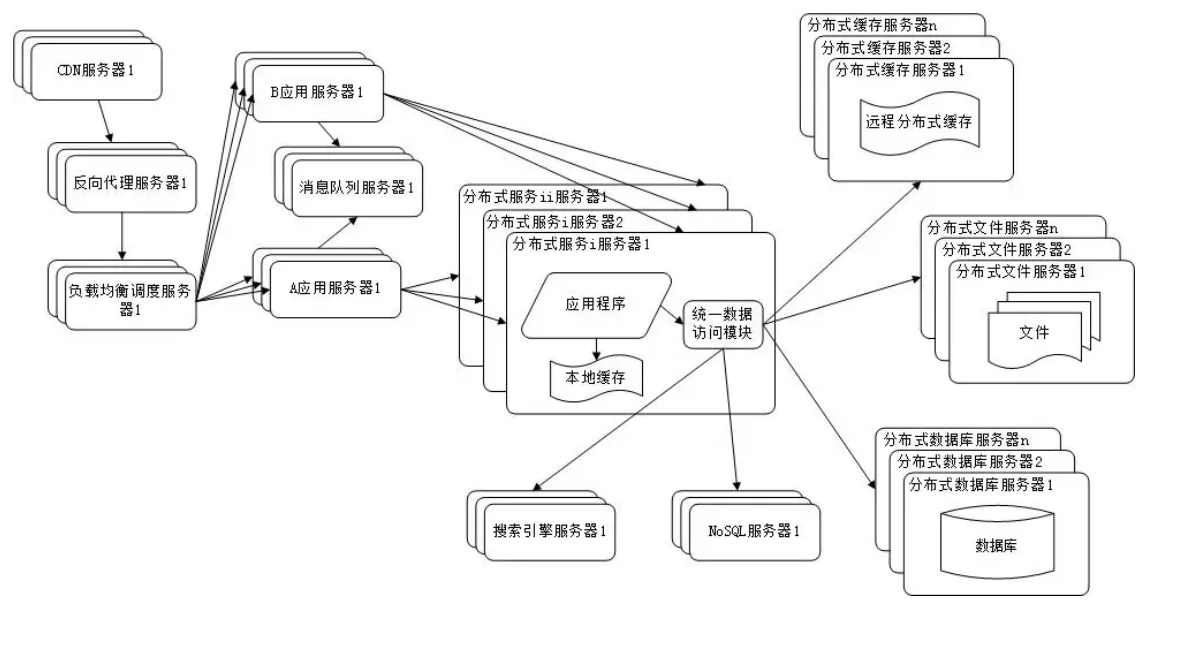 CDN服务器1
反向代理服务器1
负载均衡调度服务
器1
B应用服务器1
消息队列服务器1
A应用服务器1
分布式服务ii服务器1
分布式服务i服务器2
分布式服务i服务器1
应用程序
本地缓存
统一数据
访问模块
分布式缓存服务器n
分布式缓存服务器2
分布式缓存服务器1
远程分布式缓存
分布式文件服务器n
分布式文件服务器2
分布式文件服务器1
文件
分布式数据库服务器n
分布式数据库服务器2
分布式数据库服务器1
数据库
搜索引擎服务器1
NoSQL服务器1